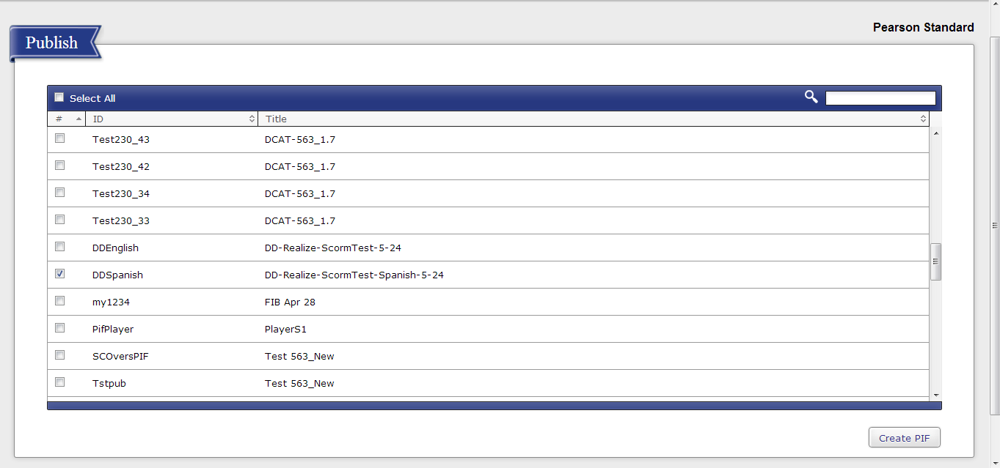 Pearson Standard
Publish
Select All
# ID Title
Test230_43 DCAT-563_1.7
Test230_42 DCAT-563_1.7
Test230_34 DCAT-563_1.7
Test230_33 DCAT-563_1.7
DDEnglish DD-Realize-ScormTest-5-24
DDSpanish DD-Realize-ScormTest-Spanish-5-24
my1234 FIB Apr 28
PifPlayer PlayerS1
SCOversPIF Test 563_New
Tstpub Test 563_New
Create PIF